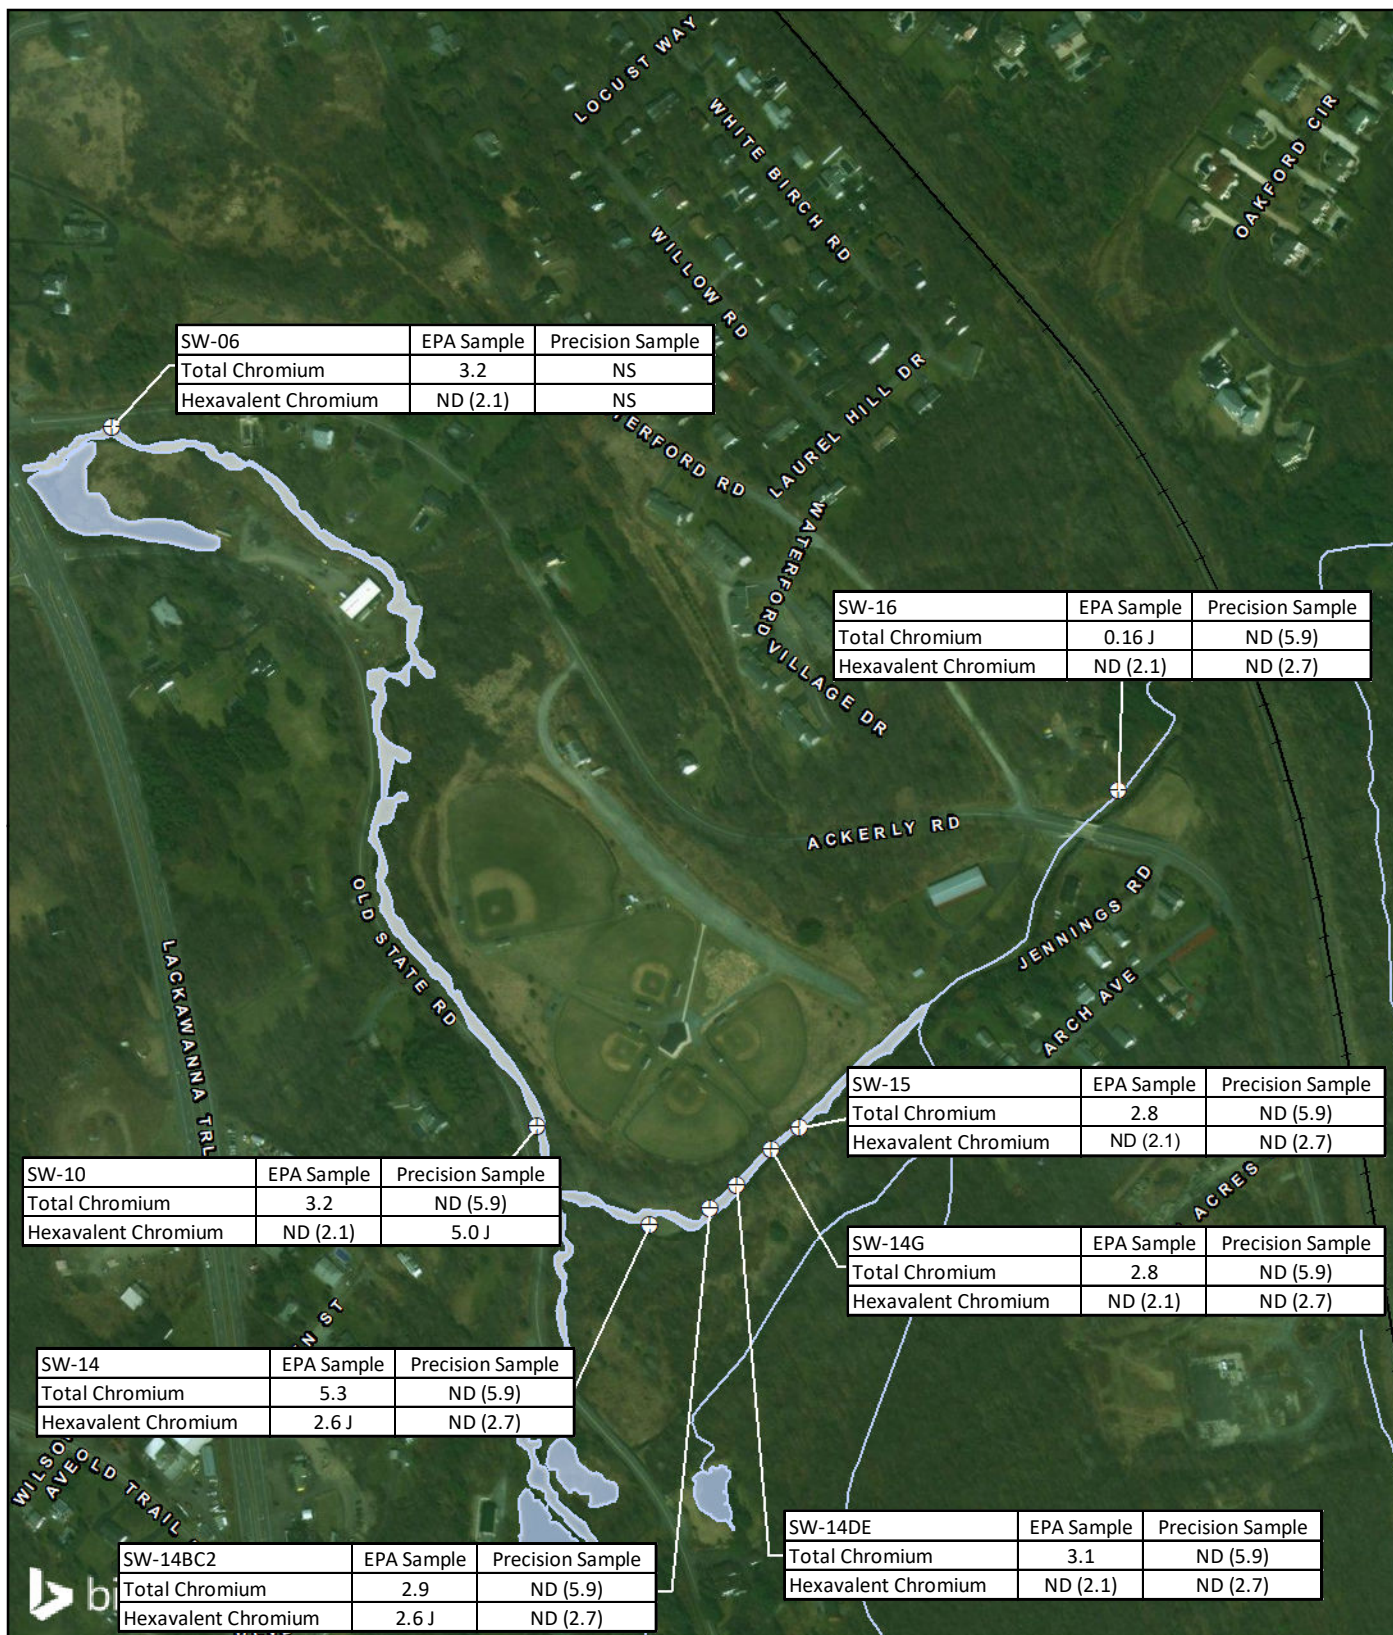 LOCUST WAY
WHITE BIRCH RD
OAKFORD CIR
WILLOW RD
SW-06 EPA Sample Precision Sample
Total Chromium 3.2 NS
Hexavalent Chromium ND (2.1) NS
LAUREL HILL DR
TERFORD RD
WATERFORD VILLAGE DR
SW-16 EPA Sample Precision Sample
Total Chromium 0.16 J ND (5.9)
Hexavalent Chromium ND (2.1) ND (2.7)
ACKERLY RD
OLD STATE RD
JENNINGS RD
LACKAWANNA TRL
ARCH AVE
SW-15 EPA Sample Precision Sample
Total Chromium 2.8 ND (5.9)
Hexavalent Chromium ND (2.1) ND (2.7)
SW-10 EPA Sample Precision Sample
Total Chromium 3.2 ND (5.9)
Hexavalent Chromium ND (2.1) 5.0 J
ACRES
SW-14G EPA Sample Precision Sample
Total Chromium 2.8 ND (5.9)
Hexavalent Chromium ND (2.1) ND (2.7)
N ST
SW-14 EPA Sample Precision Sample
Total Chromium 5.3 ND (5.9)
Hexavalent Chromium 2.6 J ND (2.7)
WILSO
AVE
OLD TRAIL
SW-14DE EPA Sample Precision Sample
Total Chromium 3.1 ND (5.9)
Hexavalent Chromium ND (2.1) ND (2.7)
SW-14BC2 EPA Sample Precision Sample
Total Chromium 2.9 ND (5.9)
Hexavalent Chromium 2.6 J ND (2.7)
bi